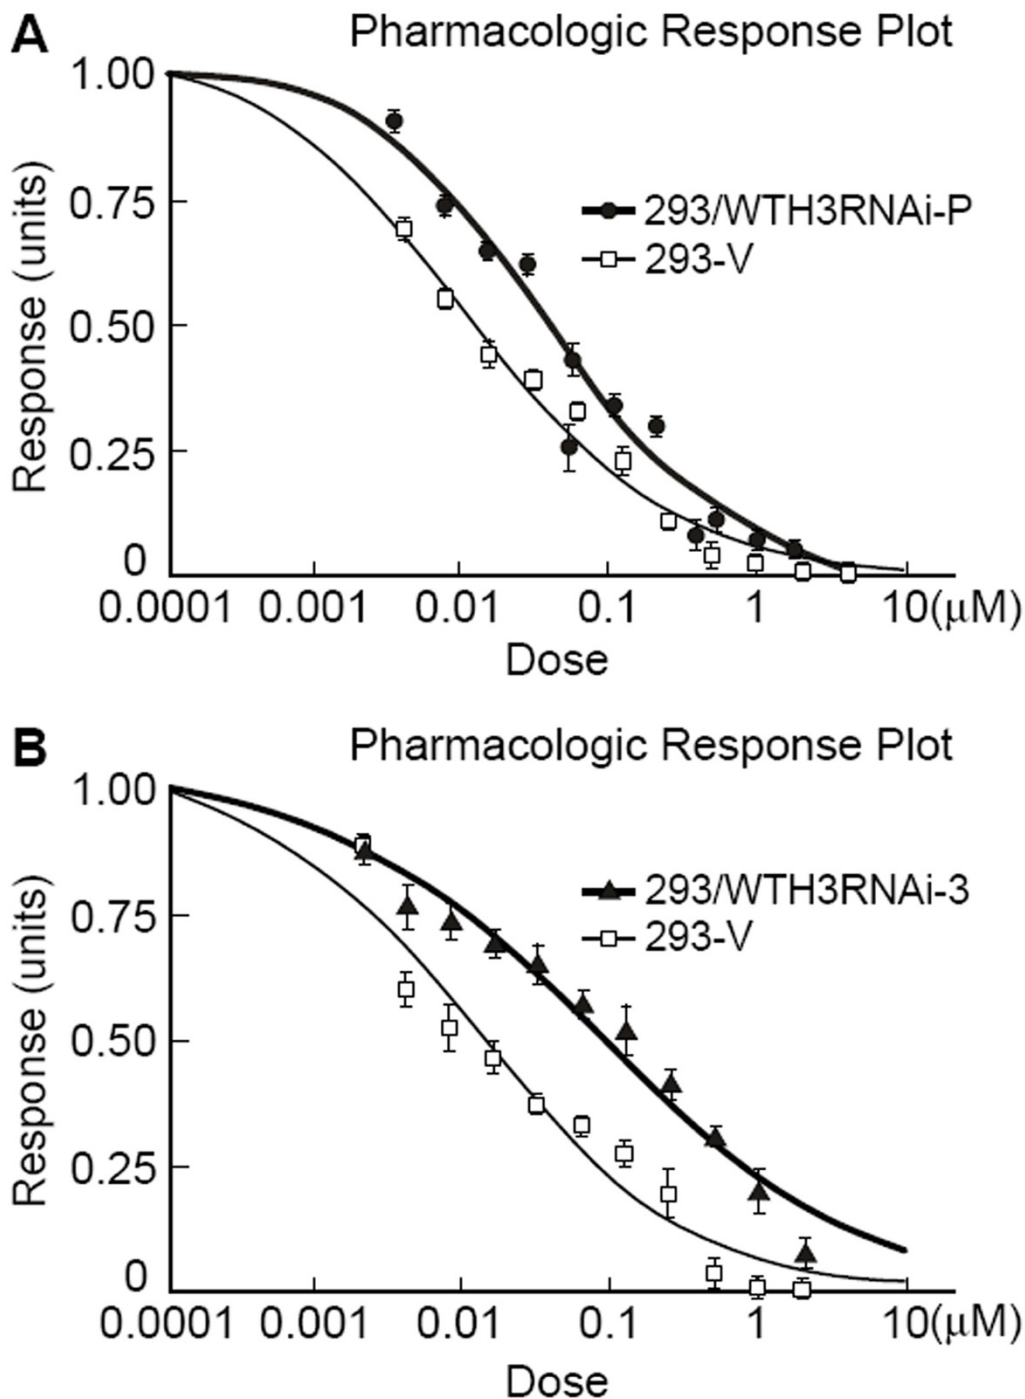 A
Pharmacologic Response Plot
Response (units)
1.00
0.75
0.50
0.25
0
293/WTH3RNAi-P
293-V
0.0001 0.001 0.01 0.1 1 10(μM)
Dose
B
Pharmacologic Response Plot
Response (units)
1.00
0.75
0.50
0.25
0
293/WTH3RNAi-3
293-V
0.0001 0.001 0.01 0.1 1 10(μM)
Dose